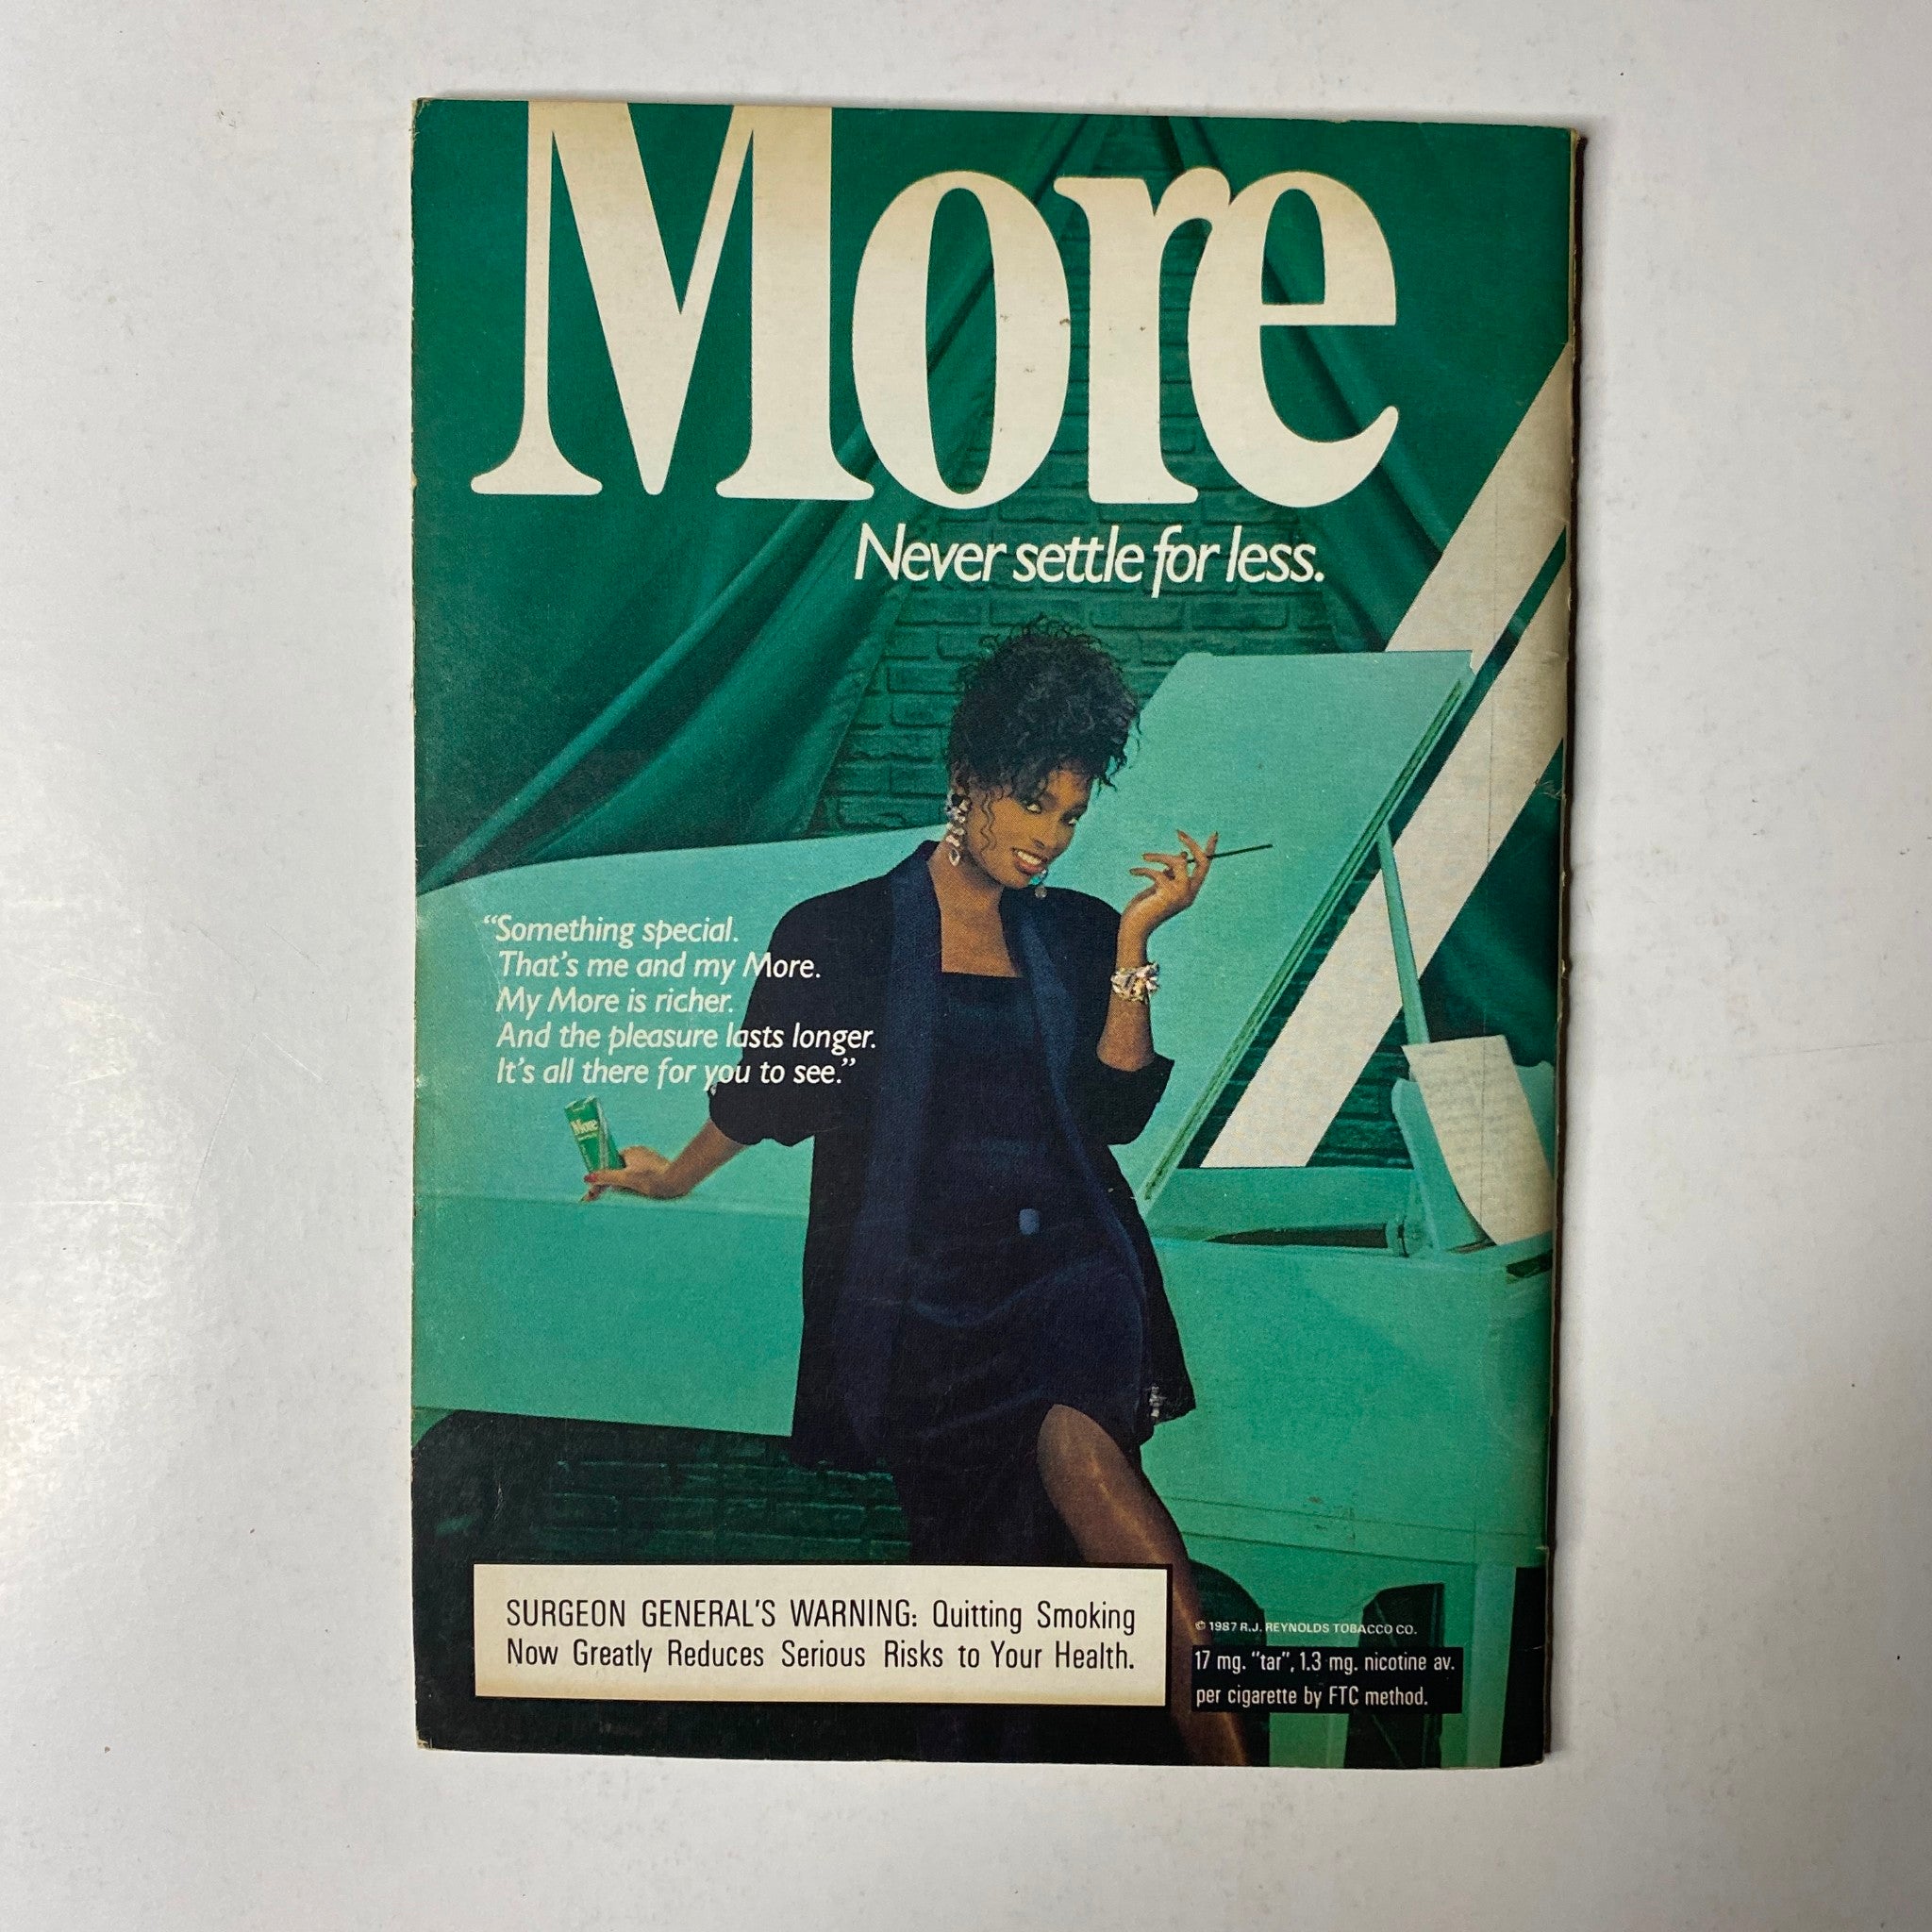 More
Never settle for less.
“Something special.
That’s me and my More.
My More is richer.
And the pleasure lasts longer.
It’s all there for you to see.”
More
SURGEON GENERAL’S WARNING: Quitting Smoking
Now Greatly Reduces Serious Risks to Your Health.
© 1987 R.J. REYNOLDS TOBACCO CO.
17 mg. “tar”, 1.3 mg. nicotine av.
per cigarette by FTC method.